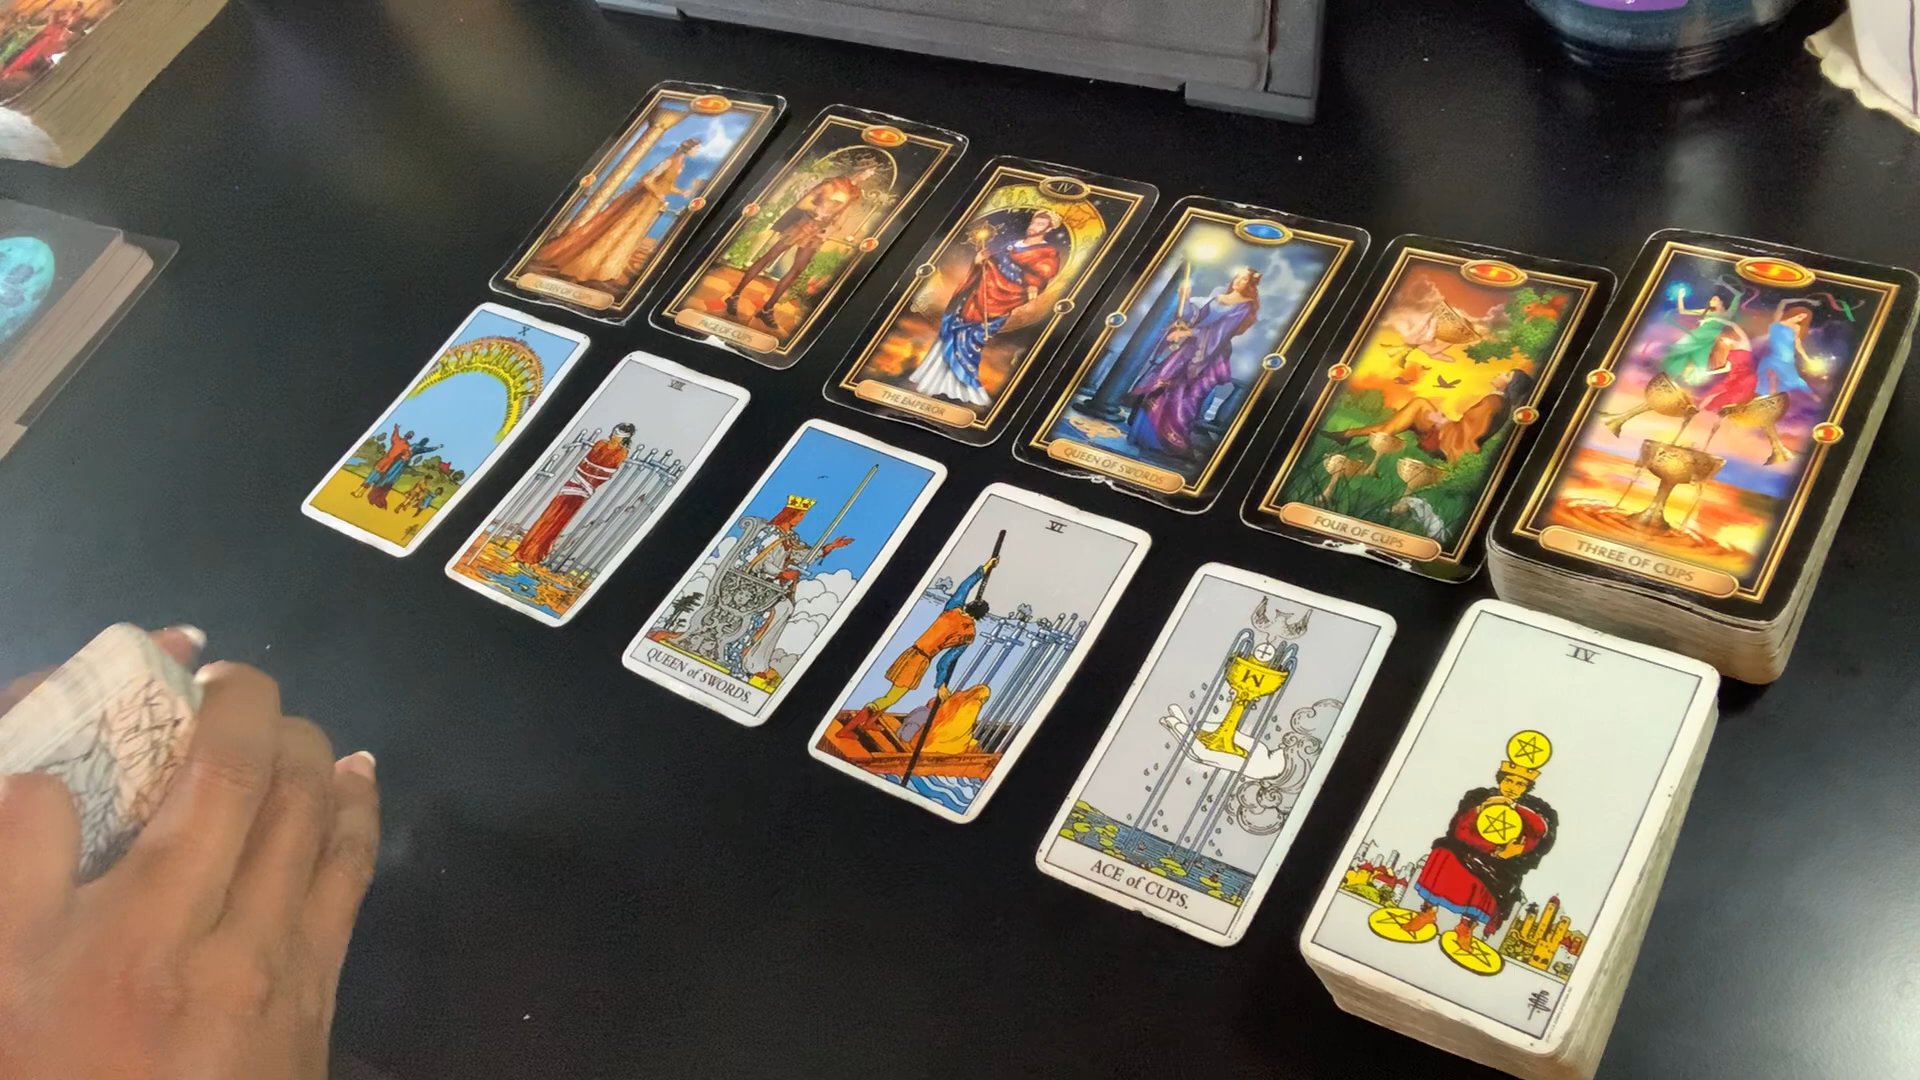 QUEEN OF CUPS
PAGE OF CUPS
IV
THE EMPEROR
QUEEN OF SWORDS
FOUR OF CUPS
THREE OF CUPS
X
VIII
QUEEN of SWORDS.
VI
ACE of CUPS.
IV